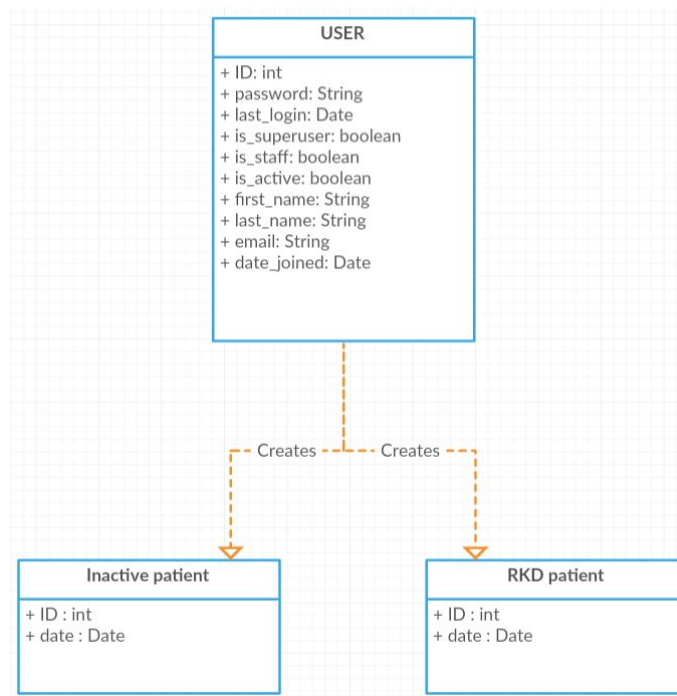 USER
+ ID: int
+ password: String
+ last_login: Date
+ is_superuser: boolean
+ is_staff: boolean
+ is_active: boolean
+ first_name: String
+ last_name: String
+ email: String
+ date_joined: Date
Creates
Creates
Inactive patient
+ ID : int
+ date : Date
RKD patient
+ ID : int
+ date : Date